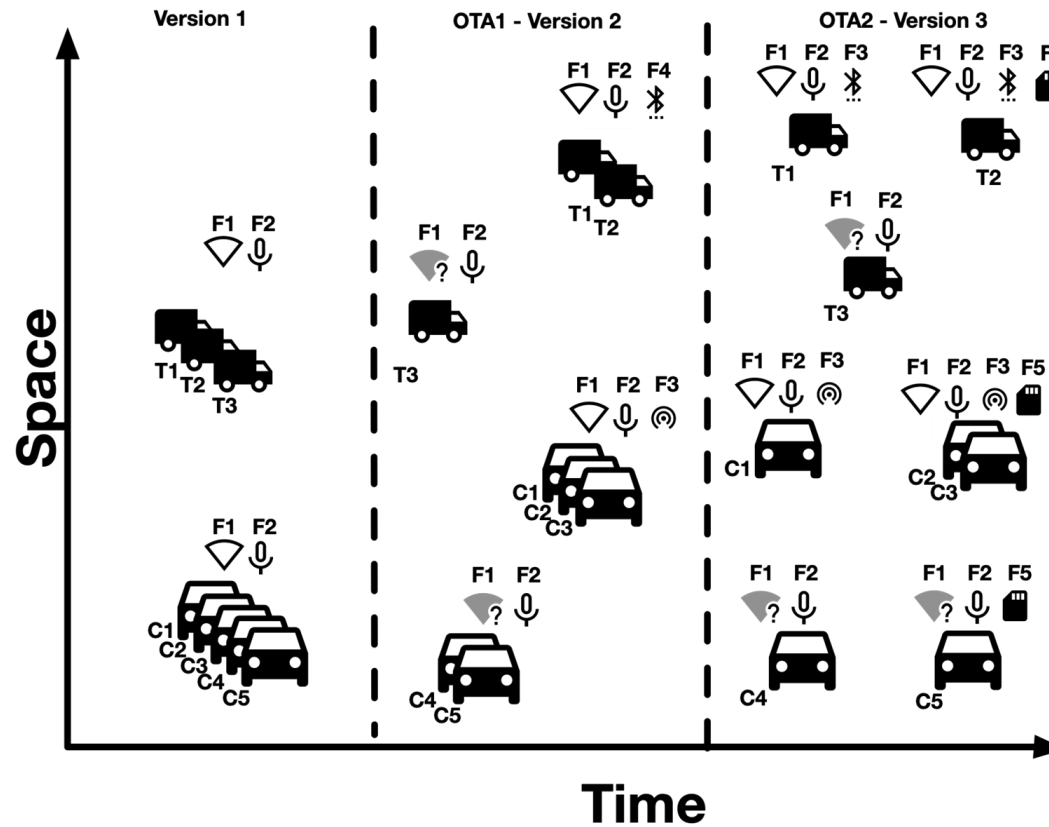 Version 1
OTA1 - Version 2
OTA2 - Version 3
F1 F2 F4
F1 F2 F3
F1 F2 F3
T1
T2
T1
T2
F1 F2
F1 F2
F1 F2
?
?
T3
T1
T2
T3
T3
Space
F1 F2 F3
F1 F2 F3
F1 F2 F3 F5
C1
C2
C3
C1
C2
C3
F1 F2
F1 F2
F1 F2
F1 F2 F5
?
?
?
C1
C2
C3
C4
C5
C4
C5
C4
C5
Time